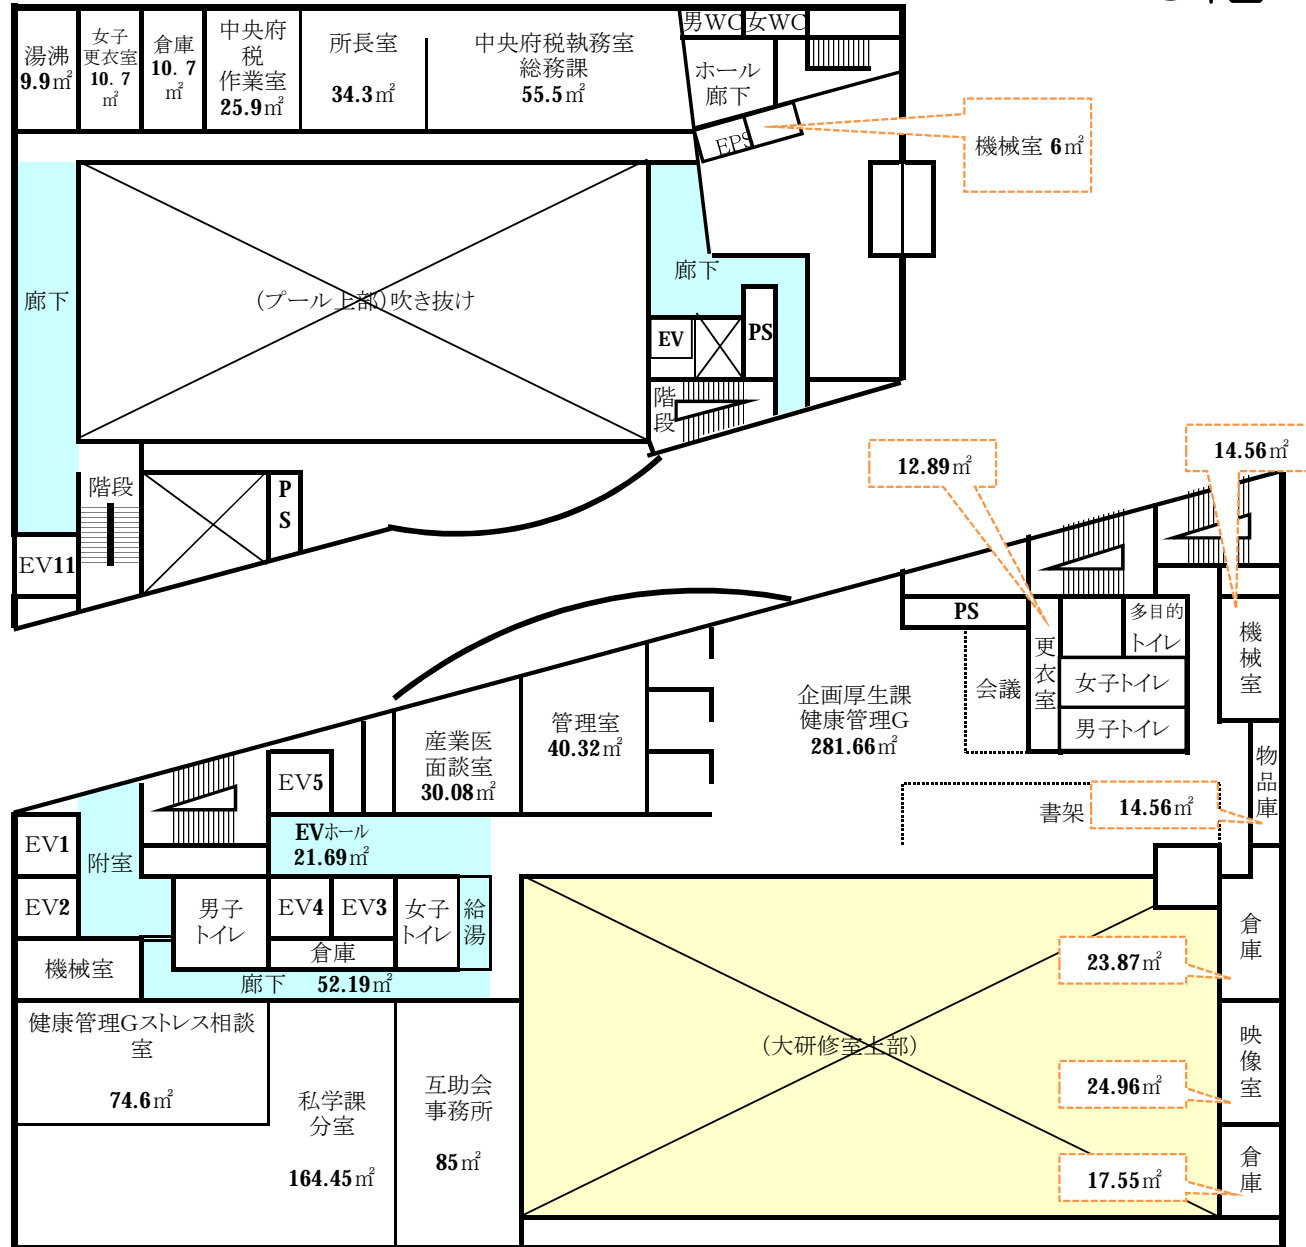 湯沸
9.9㎡
女子
更衣室
10.7
㎡
倉庫
10.7
㎡
中央府
税
作業室
25.9㎡
所長室
34.3㎡
中央府税執務室
総務課
55.5㎡
男WC
女WC
ホール
廊下
EPS
機械室 6㎡
廊下
(プール上部)吹き抜け
廊下
EV
PS
階
段
階段
P
S
EV11
12.89㎡
14.56㎡
PS
更
衣
室
多目的
トイレ
会議
女子トイレ
男子トイレ
機
械
室
企画厚生課
健康管理G
281.66㎡
管理室
40.32㎡
産業医
面談室
30.08㎡
EV5
物
品
庫
書架
14.56㎡
EVホール
21.69㎡
EV1
附室
EV2
男子
トイレ
EV4
EV3
女子
トイレ
給
湯
倉庫
機械室
廊下 52.19㎡
倉
庫
23.87㎡
健康管理Gストレス相談
室
74.6㎡
私学課
分室
164.45㎡
互助会
事務所
85㎡
(大研修室上部)
映
像
室
24.96㎡
倉
庫
17.55㎡